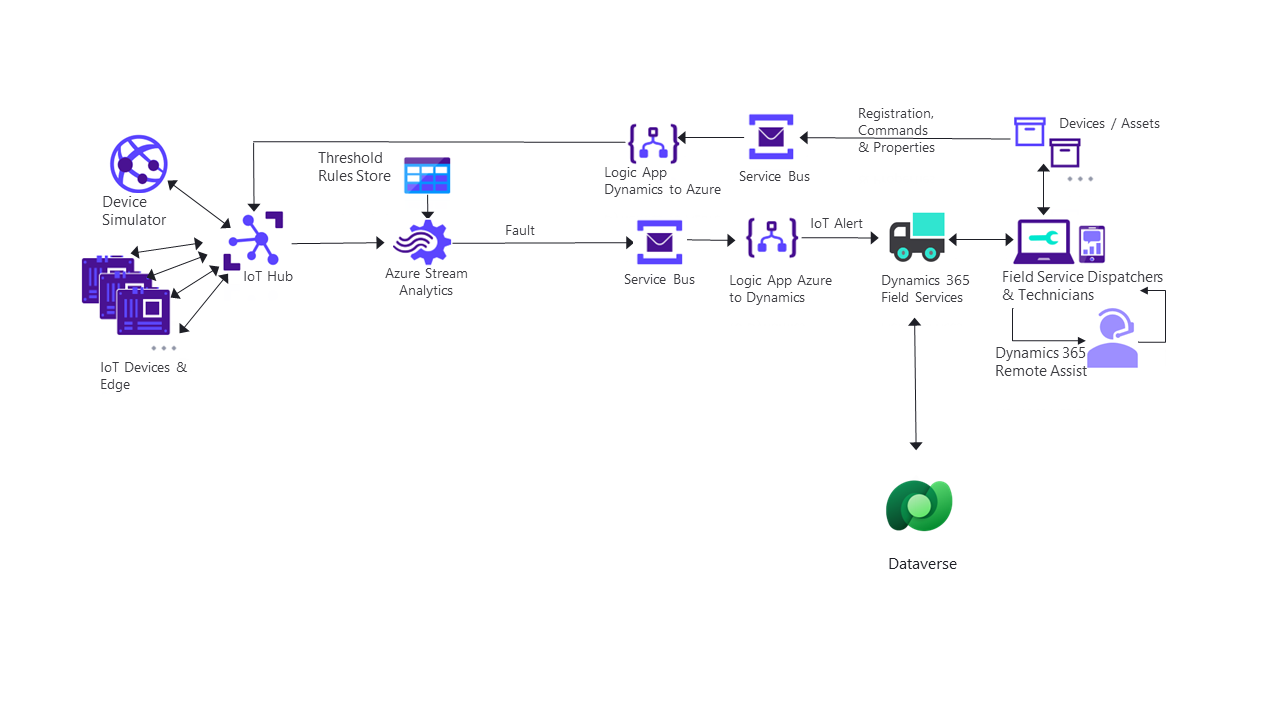 Registration,
Commands
& Properties
Devices / Assets
Threshold
Rules Store
Logic App
Dynamics to Azure
Service Bus
Device
Simulator
IoT Hub
Azure Stream
Analytics
Fault
Service Bus
Logic App Azure
to Dynamics
IoT Alert
Dynamics 365
Field Services
Field Service Dispatchers
& Technicians
Dynamics 365
Remote Assist
IoT Devices &
Edge
Dataverse